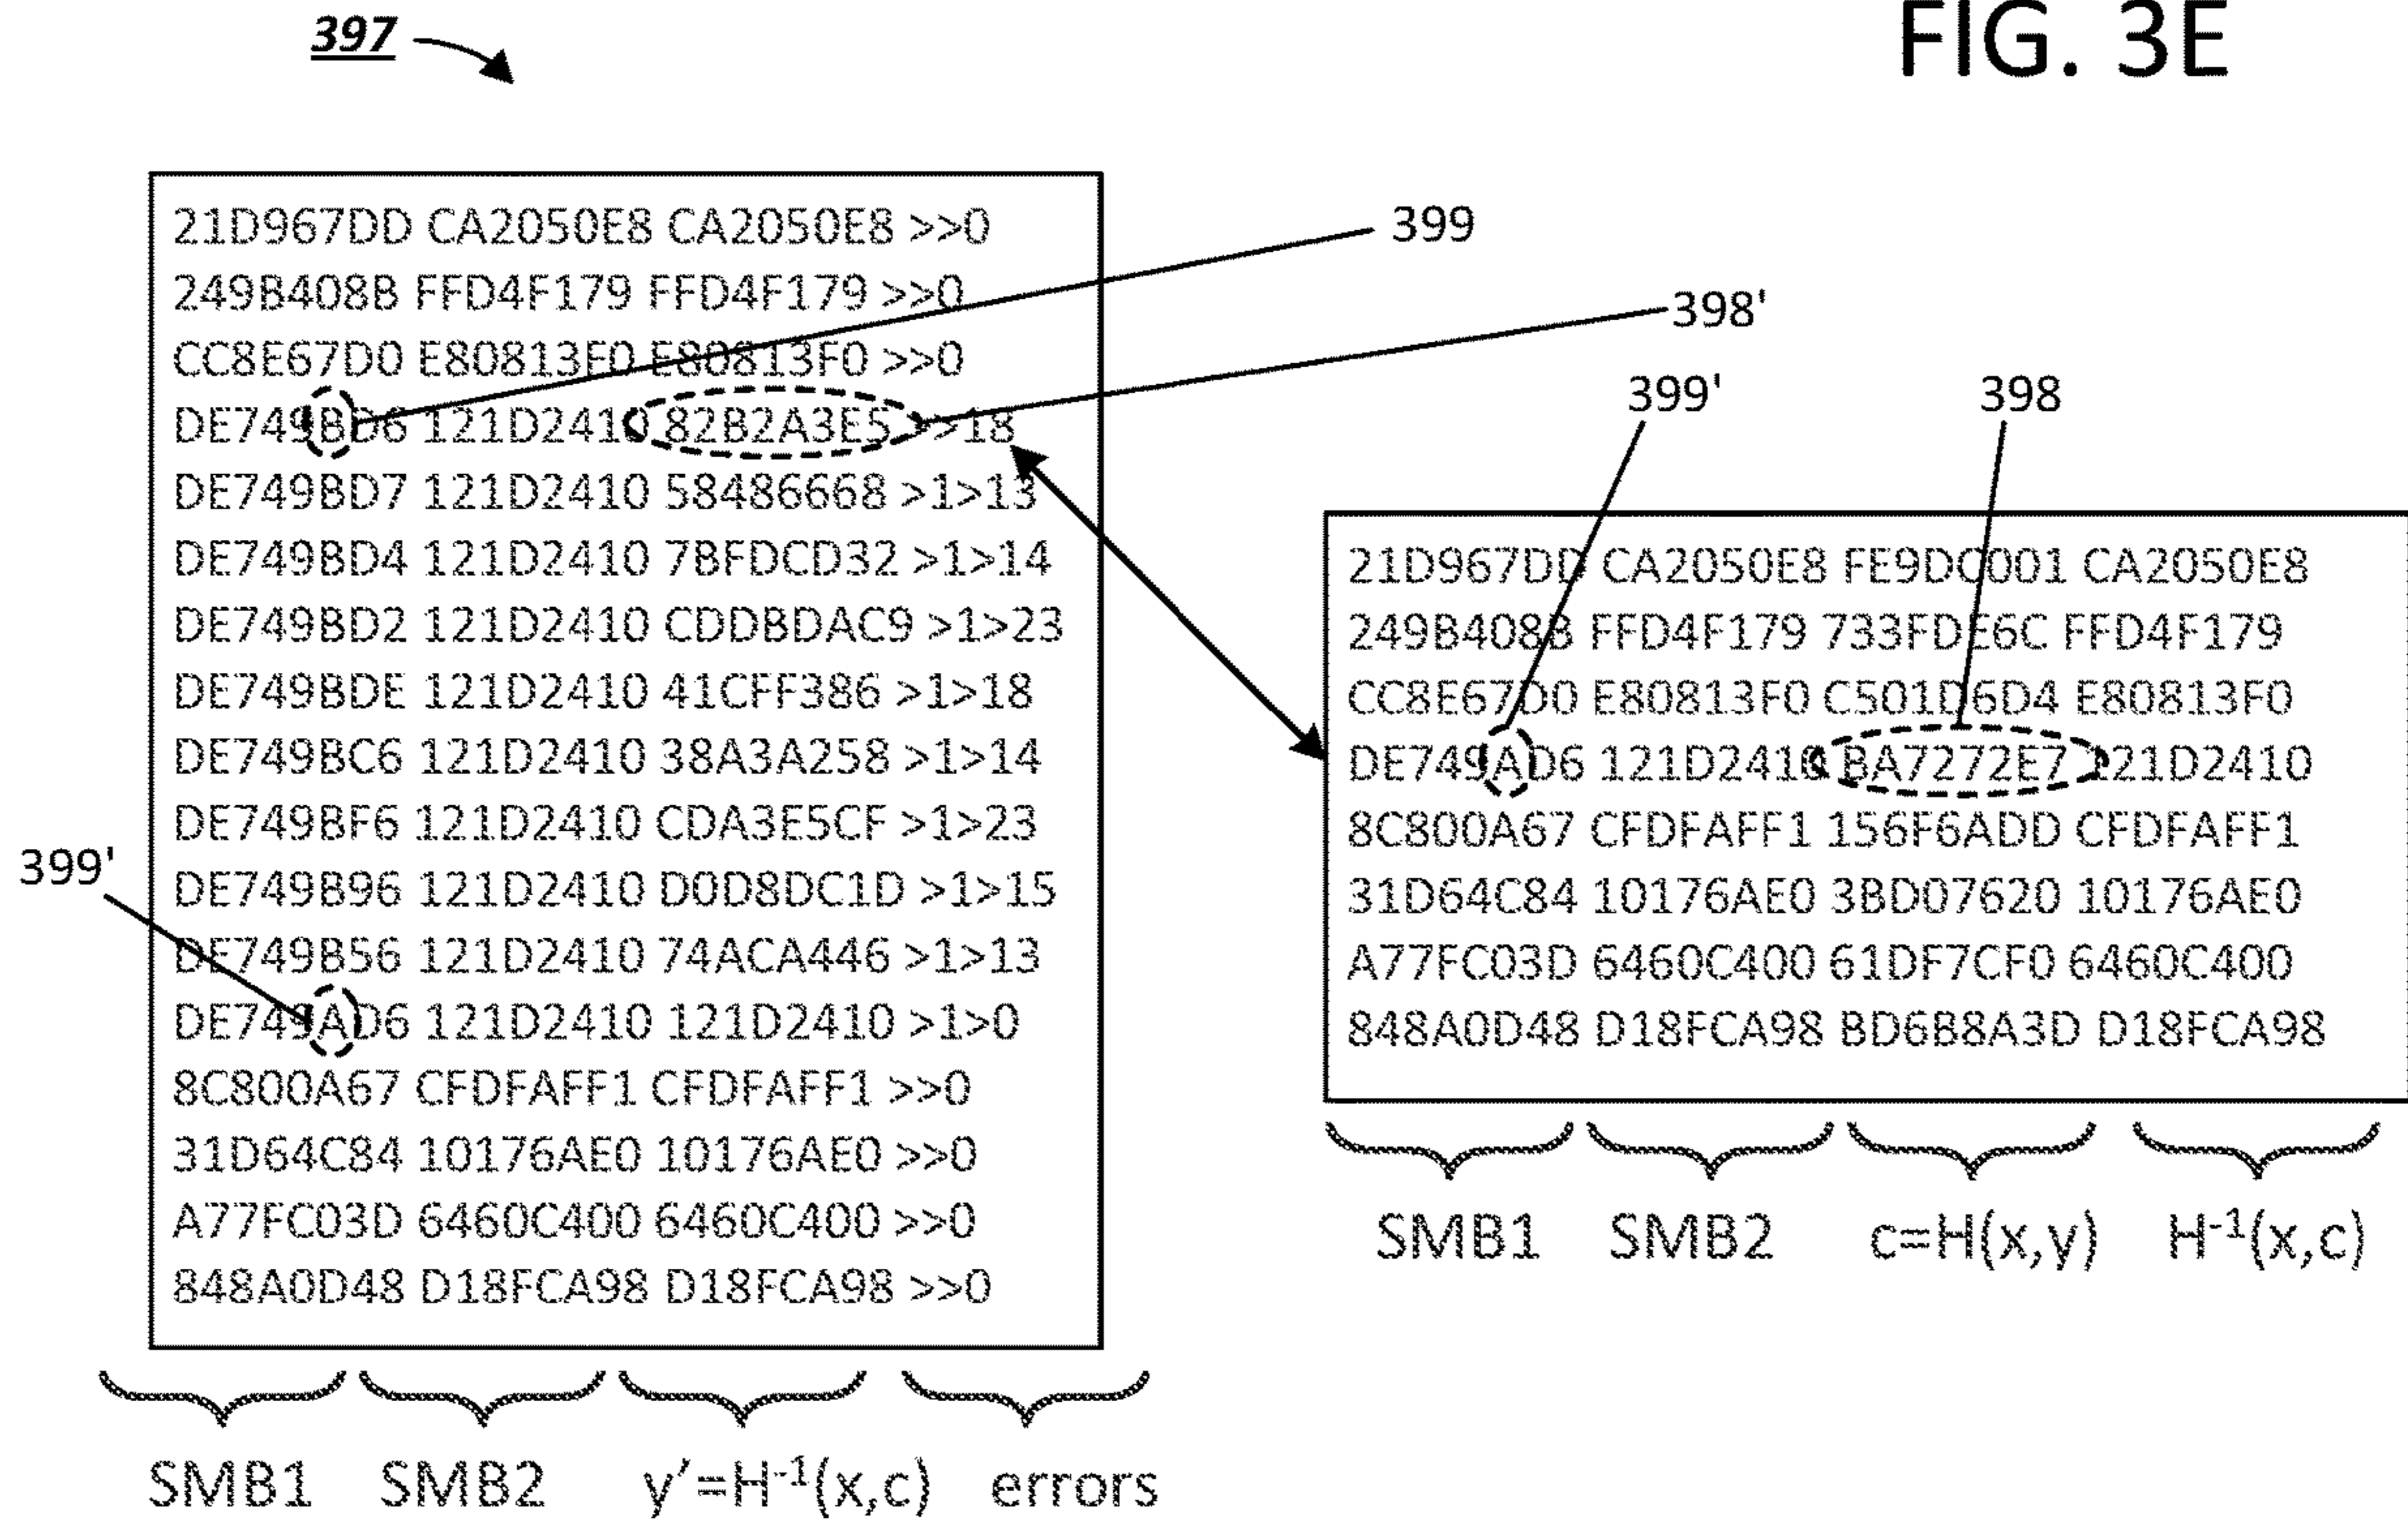 FIG. 3E
397
21D967DD CA2050E8 CA2050E8 >>0
249B408B FFD4F179 FFD4F179 >>0
CC8E67D0 E80813F0 E80813F0 >>0
DE749BD6 121D2410 82B2A3E5 >>18
DE749BD7 121D2410 58486668 >1>13
DE749BD4 121D2410 7BFDCD32 >1>14
DE749BD2 121D2410 CDDBDAC9 >1>23
DE749BDE 121D2410 41CFF386 >1>18
DE749BC6 121D2410 38A3A258 >1>14
DE749BF6 121D2410 CDA3E5CF >1>23
DE749B96 121D2410 D0D8DC1D >1>15
DE749B56 121D2410 74ACA446 >1>13
DE749AD6 121D2410 121D2410 >1>0
8C800A67 CFDFAFF1 CFDFAFF1 >>0
31D64C84 10176AE0 10176AE0 >>0
A77FC03D 6460C400 6460C400 >>0
848A0D48 D18FCA98 D18FCA98 >>0
399'
SMB1 SMB2 y'=H-1(x,c) errors
399
398'
399' 398
21D967DD CA2050E8 FE9DC001 CA2050E8
249B408B FFD4F179 733FDE6C FFD4F179
CC8E67D0 E80813F0 C501D6D4 E80813F0
DE749AD6 121D2410 BA7272E7 121D2410
8C800A67 CFDFAFF1 156F6ADD CFDFAFF1
31D64C84 10176AE0 3BD07620 10176AE0
A77FC03D 6460C400 61DF7CF0 6460C400
848A0D48 D18FCA98 BD6B8A3D D18FCA98
SMB1 SMB2 c=H(x,y) H-1(x,c)